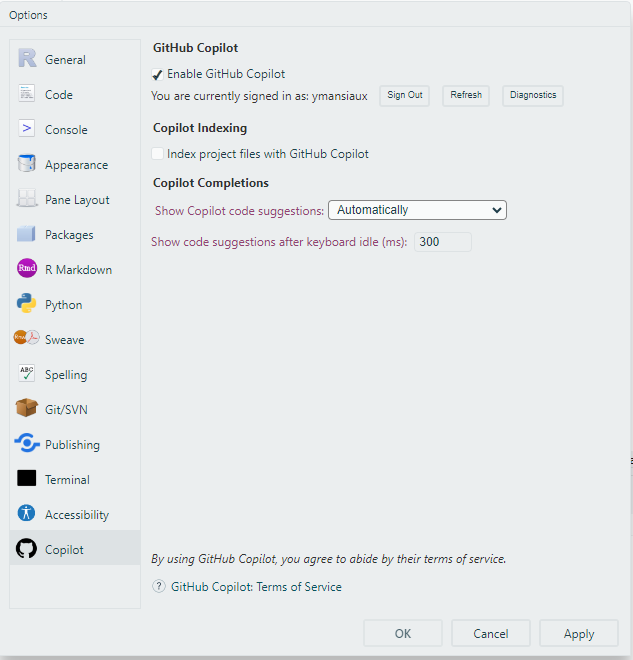 Options
General
Code
Console
Appearance
Pane Layout
Packages
Rmd
R Markdown
Python
Sweave
ABC
Spelling
Git/SVN
Publishing
Terminal
Accessibility
Copilot
GitHub Copilot
Enable GitHub Copilot
You are currently signed in as: ymansiaux Sign Out Refresh Diagnostics
Copilot Indexing
Index project files with GitHub Copilot
Copilot Completions
Show Copilot code suggestions: Automatically
Show code suggestions after keyboard idle (ms): 300
By using GitHub Copilot, you agree to abide by their terms of service.
? GitHub Copilot: Terms of Service
OK Cancel Apply